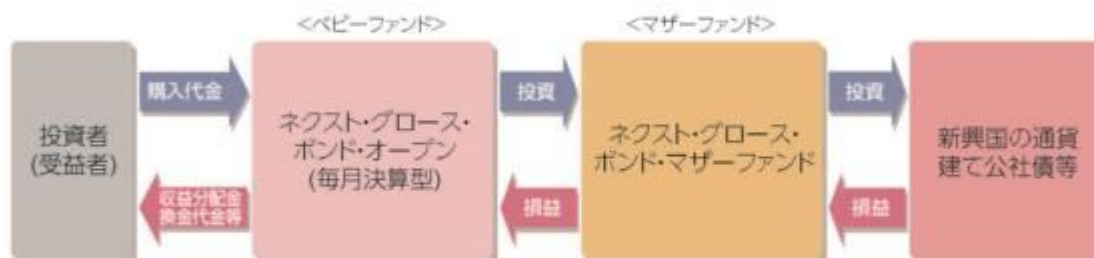 <ベビーファンド>
<マザーファンド>
投資者
(受益者)
購入代金
収益分配金
換金代金等
ネクスト・グロース・
ボンド・オープン
(毎月決算型)
投資
損益
ネクスト・グロース・
ボンド・マザーファンド
投資
損益
新興国の通貨
建て公社債等